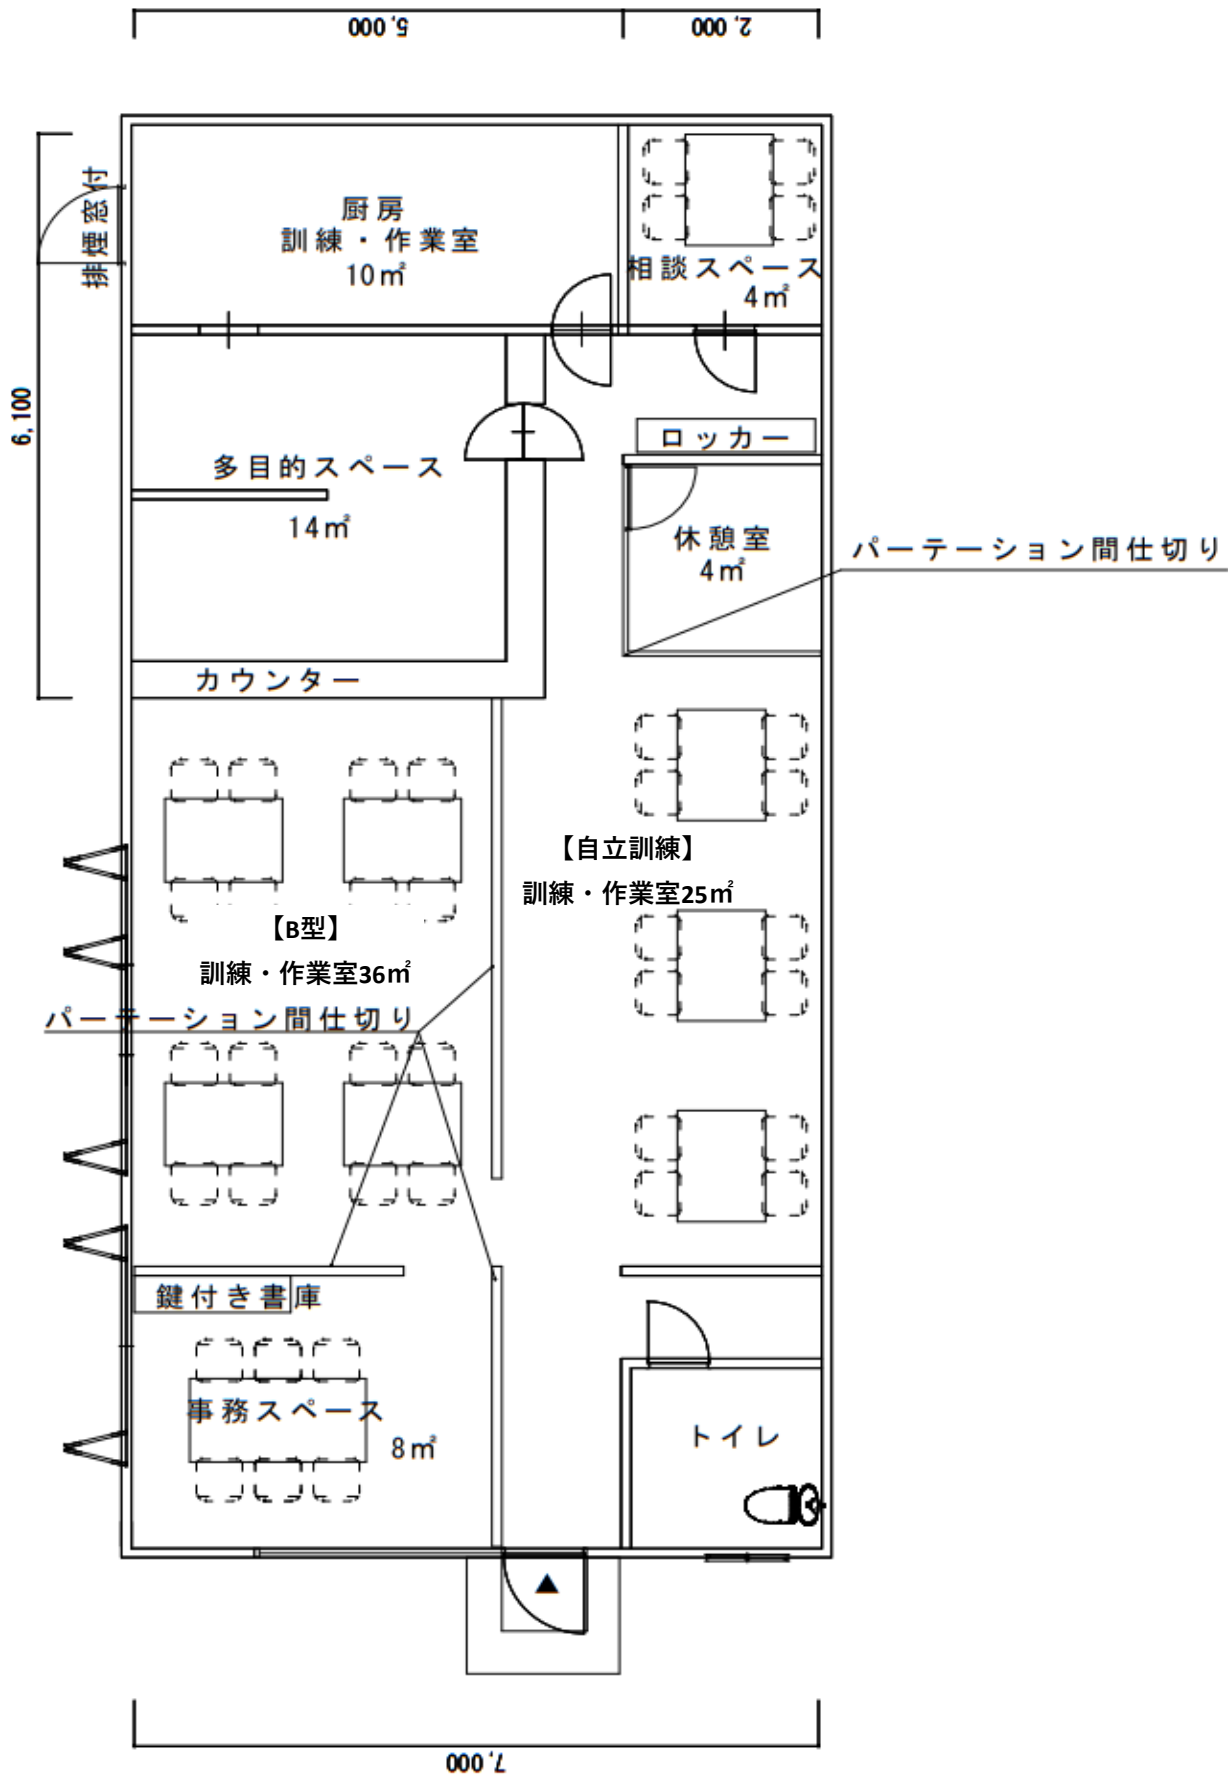 5,000
2,000
排煙窓付
厨房
訓練・作業室
10㎡
相談スペース
4㎡
6,100
ロッカー
多目的スペース
14㎡
休憩室
4㎡
パーテーション間仕切り
カウンター
【自立訓練】
訓練・作業室25㎡
【B型】
訓練・作業室36㎡
パーテーション間仕切り
鍵付き書庫
事務スペース
8㎡
トイレ
▲
7,000